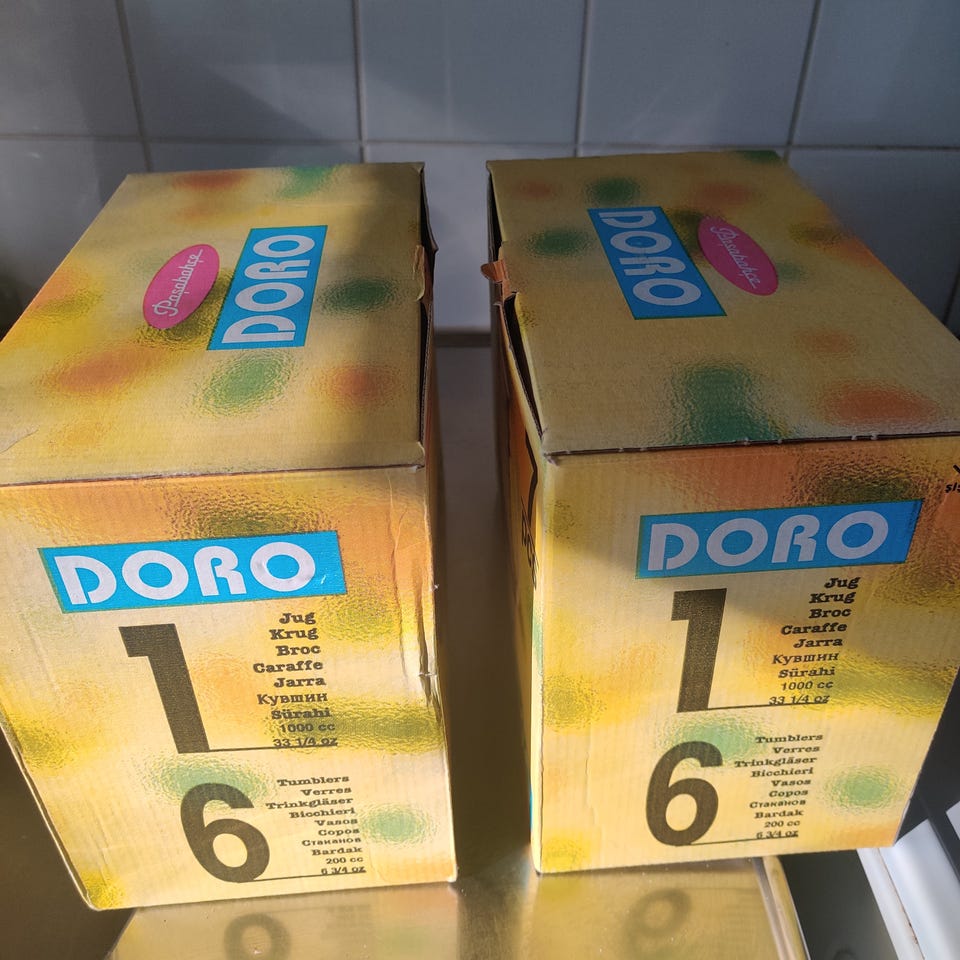 Paşabahçe
DORO
DORO
1
Jug
Krug
Broc
Caraffe
Jarra
Кувшин
Sürahi
1000 cc
33 1/4 oz
6
Tumblers
Verres
Trinkgläser
Bicchieri
Vasos
Copos
Стаканов
Bardak
200 cc
6 3/4 oz
DORO
Paşabahçe
DORO
1
Jug
Krug
Broc
Caraffe
Jarra
Кувшин
Sürahi
1000 cc
33 1/4 oz
6
Tumblers
Verres
Trinkgläser
Bicchieri
Vasos
Copos
Стаканов
Bardak
200 cc
6 3/4 oz